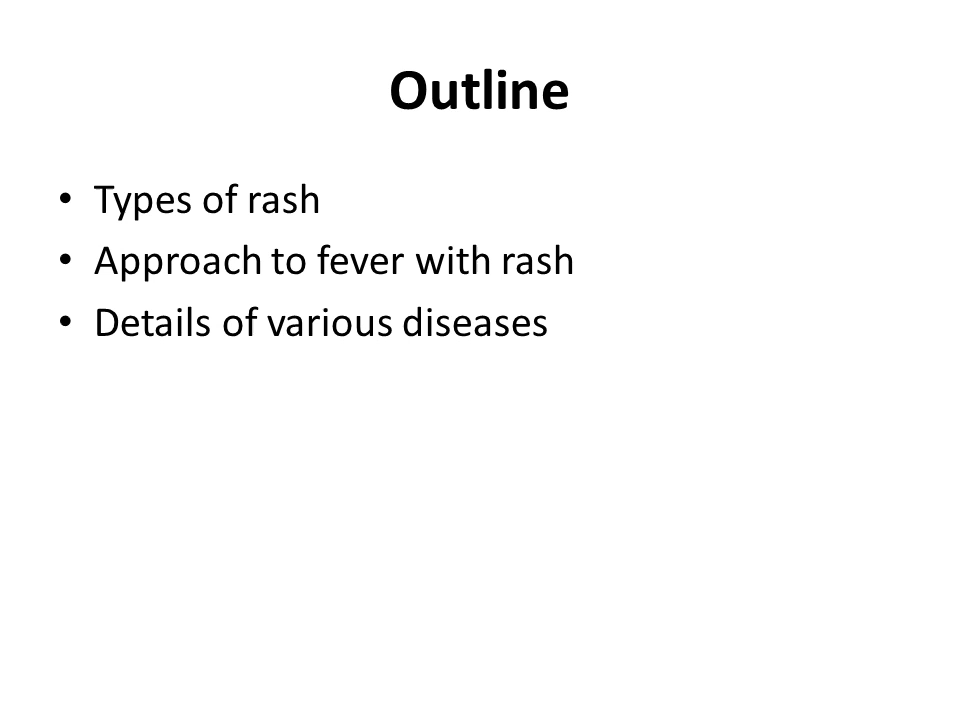 Outline
• Types of rash
• Approach to fever with rash
• Details of various diseases